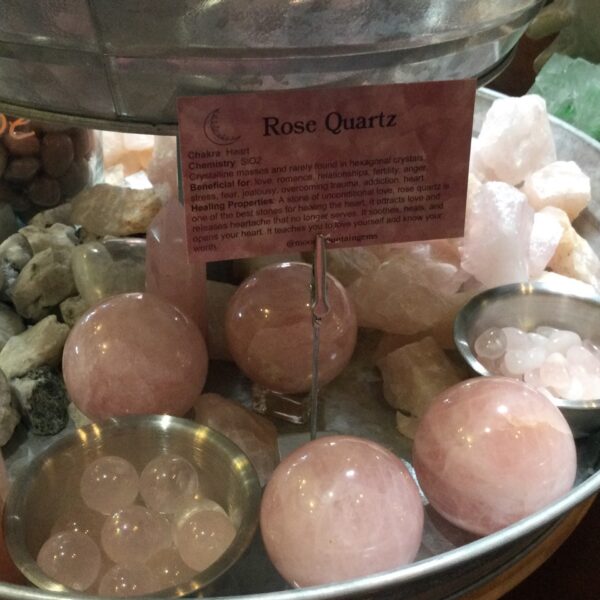 Rose Quartz
Chakra: Heart
Chemistry: SiO2
Crystalline masses and rarely found in hexagonal crystals.
Beneficial for: love, romance, relationships, fertility, anger,
stress, fear, jealousy, overcoming trauma, addiction, heart
Healing Properties: A stone of unconditional love, rose quartz is
one of the best stones for healing the heart. It attracts love and
releases heartache that no longer serves. It soothes, heals, and
opens your heart. It teaches you to love yourself and know your
worth.